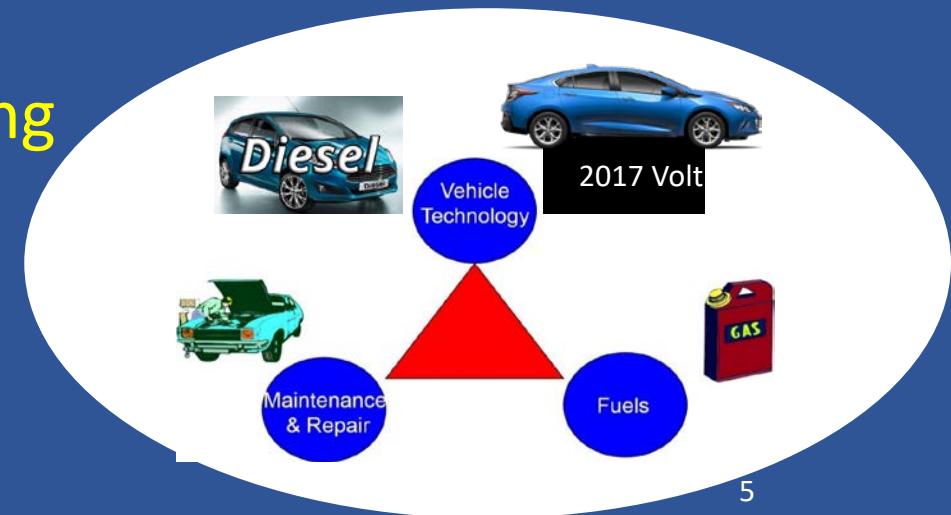 ng
Diesel
2017 Volt
Vehicle
Technology
GAS
Maintenance
& Repair
Fuels
5